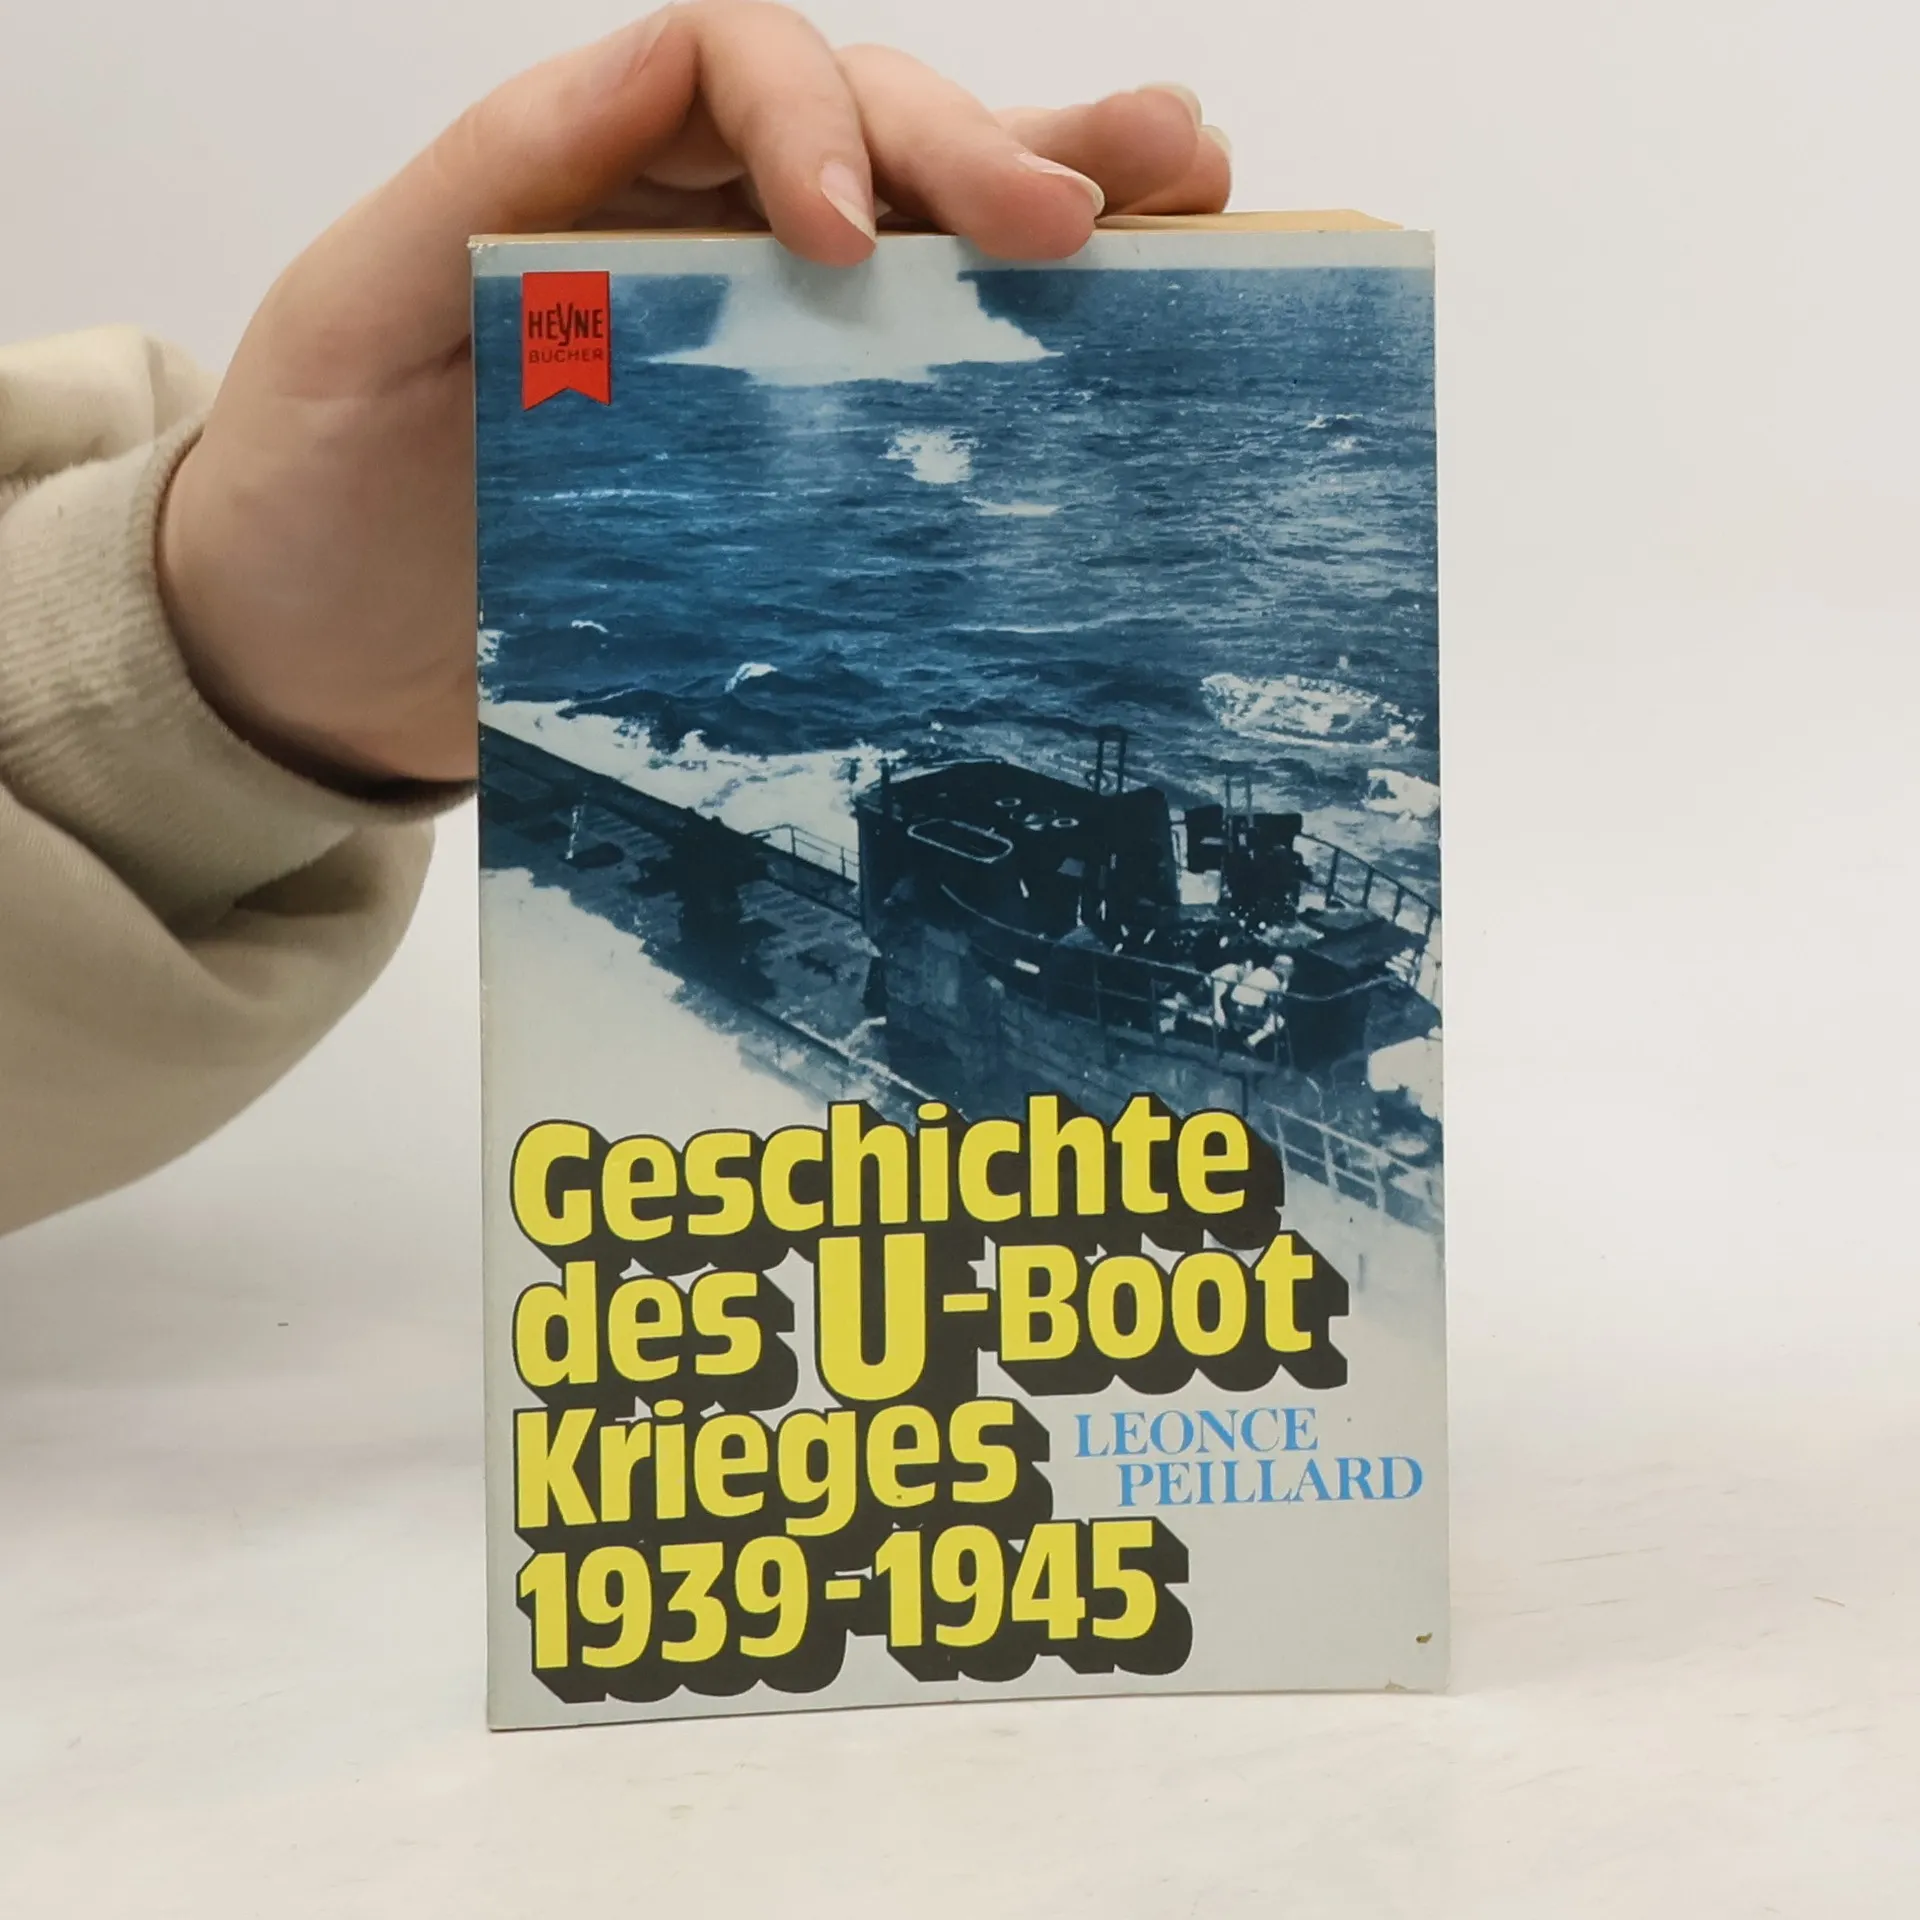 HEYNE
BÜCHER
Geschichte
des U-Boot
Krieges
LEONCE
PEILLARD
1939-1945